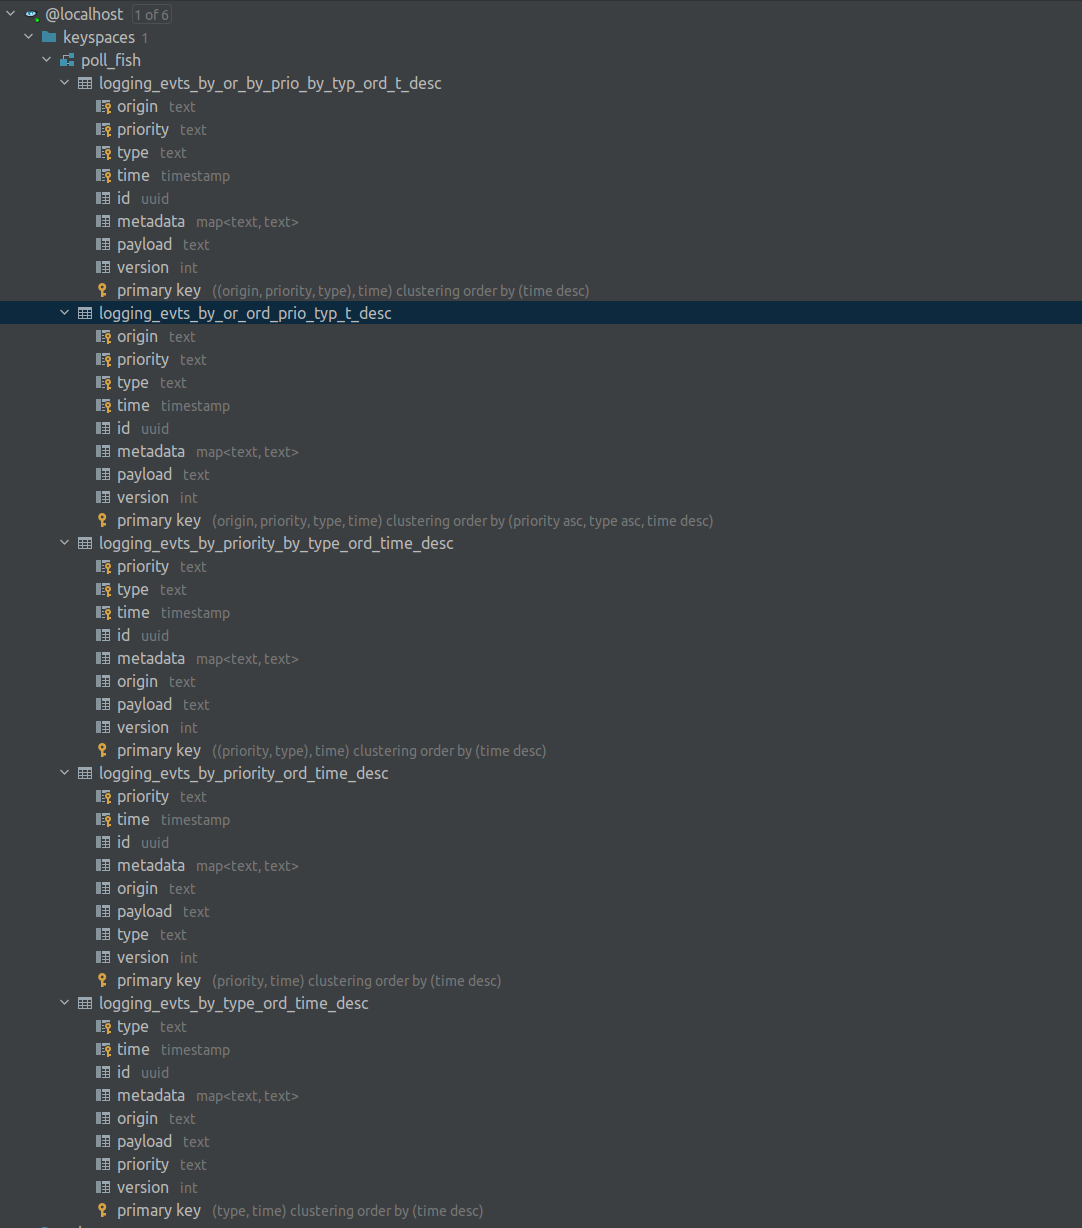 @localhost 1 of 6
keyspaces 1
poll_fish
logging_evts_by_or_by_prio_by_typ_ord_t_desc
origin text
priority text
type text
time timestamp
id uuid
metadata map<text, text>
payload text
version int
primary key ((origin, priority, type), time) clustering order by (time desc)
logging_evts_by_or_ord_prio_typ_t_desc
origin text
priority text
type text
time timestamp
id uuid
metadata map<text, text>
payload text
version int
primary key (origin, priority, type, time) clustering order by (priority asc, type asc, time desc)
logging_evts_by_priority_by_type_ord_time_desc
priority text
type text
time timestamp
id uuid
metadata map<text, text>
origin text
payload text
version int
primary key ((priority, type), time) clustering order by (time desc)
logging_evts_by_priority_ord_time_desc
priority text
time timestamp
id uuid
metadata map<text, text>
origin text
payload text
type text
version int
primary key (priority, time) clustering order by (time desc)
logging_evts_by_type_ord_time_desc
type text
time timestamp
id uuid
metadata map<text, text>
origin text
payload text
priority text
version int
primary key (type, time) clustering order by (time desc)